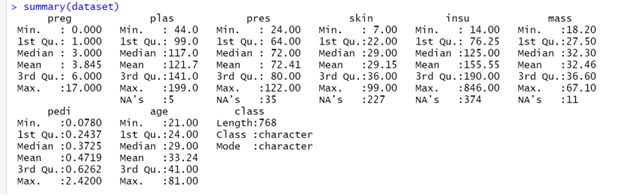 > summary(dataset)
preg plas pres skin insu mass
Min. : 0.000 Min. : 44.0 Min. : 24.00 Min. : 7.00 Min. : 14.00 Min. :18.20
1st Qu.: 1.000 1st Qu.: 99.0 1st Qu.: 64.00 1st Qu.:22.00 1st Qu.: 76.25 1st Qu.:27.50
Median : 3.000 Median :117.0 Median : 72.00 Median :29.00 Median :125.00 Median :32.30
Mean : 3.845 Mean :121.7 Mean : 72.41 Mean :29.15 Mean :155.55 Mean :32.46
3rd Qu.: 6.000 3rd Qu.:141.0 3rd Qu.: 80.00 3rd Qu.:36.00 3rd Qu.:190.00 3rd Qu.:36.60
Max. :17.000 Max. :199.0 Max. :122.00 Max. :99.00 Max. :846.00 Max. :67.10
NA's :5 NA's :35 NA's :227 NA's :374 NA's :11
pedi age class
Min. :0.0780 Min. :21.00 Length:768
1st Qu.:0.2437 1st Qu.:24.00 Class :character
Median :0.3725 Median :29.00 Mode :character
Mean :0.4719 Mean :33.24
3rd Qu.:0.6262 3rd Qu.:41.00
Max. :2.4200 Max. :81.00